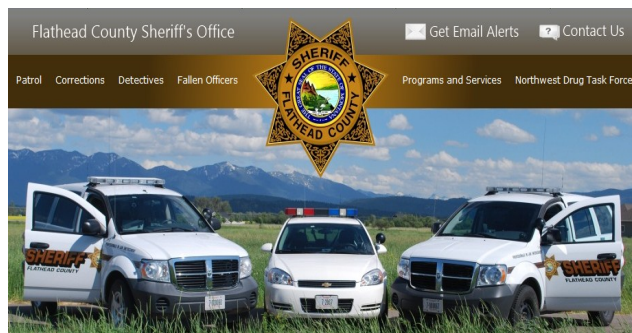 Flathead County Sheriff's Office
Get Email Alerts
Contact Us
Patrol Corrections Detectives Fallen Officers
Programs and Services Northwest Drug Task Force
SHERIFF
FLATHEAD COUNTY
SHERIFF
FLATHEAD COUNTY
SHERIFF
FLATHEAD COUNTY